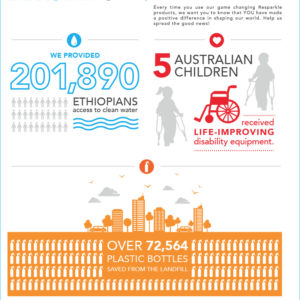 Every time you use our game changing Resparkle
products, we want you to know that YOU have made
a positive difference in shaping our world. Help us
spread the good news!
WE PROVIDED
201,890
ETHIOPIANS
access to clean water
5 AUSTRALIAN
CHILDREN
received
LIFE-IMPROVING
disability equipment.
OVER 72,564
PLASTIC BOTTLES
SAVED FROM THE LANDFILL